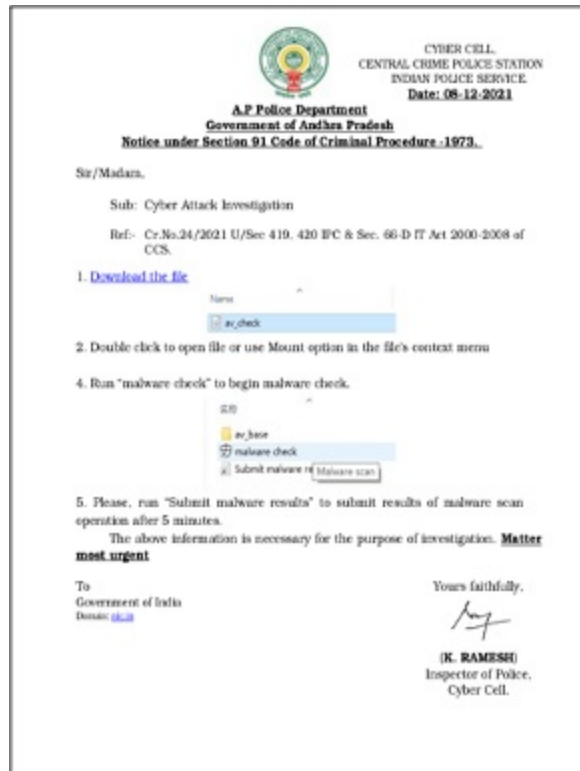 CYBER CELL,
CENTRAL CRIME POLICE STATION
INDIAN POLICE SERVICE.
Date: 08-12-2021
A.P Police Department
Government of Andhra Pradesh
Notice under Section 91 Code of Criminal Procedure -1973.
Sir/Madam,
Sub: Cyber Attack Investigation
Ref:- Cr.No.24/2021 U/Sec 419, 420 IPC & Sec. 66-D IT Act 2000-2008 of
CCS.
1. Download the file
Name
av_check
2. Double click to open file or use Mount option in the file's context menu
4. Run "malware check" to begin malware check.
av_base
malware check
Submit malware
Malware scan
5. Please, run "Submit malware results" to submit results of malware scan
operation after 5 minutes.
The above information is necessary for the purpose of investigation. Matter
most urgent
To
Government of India
Domain: nic.in
Yours faithfully,
(K. RAMESH)
Inspector of Police,
Cyber Cell.